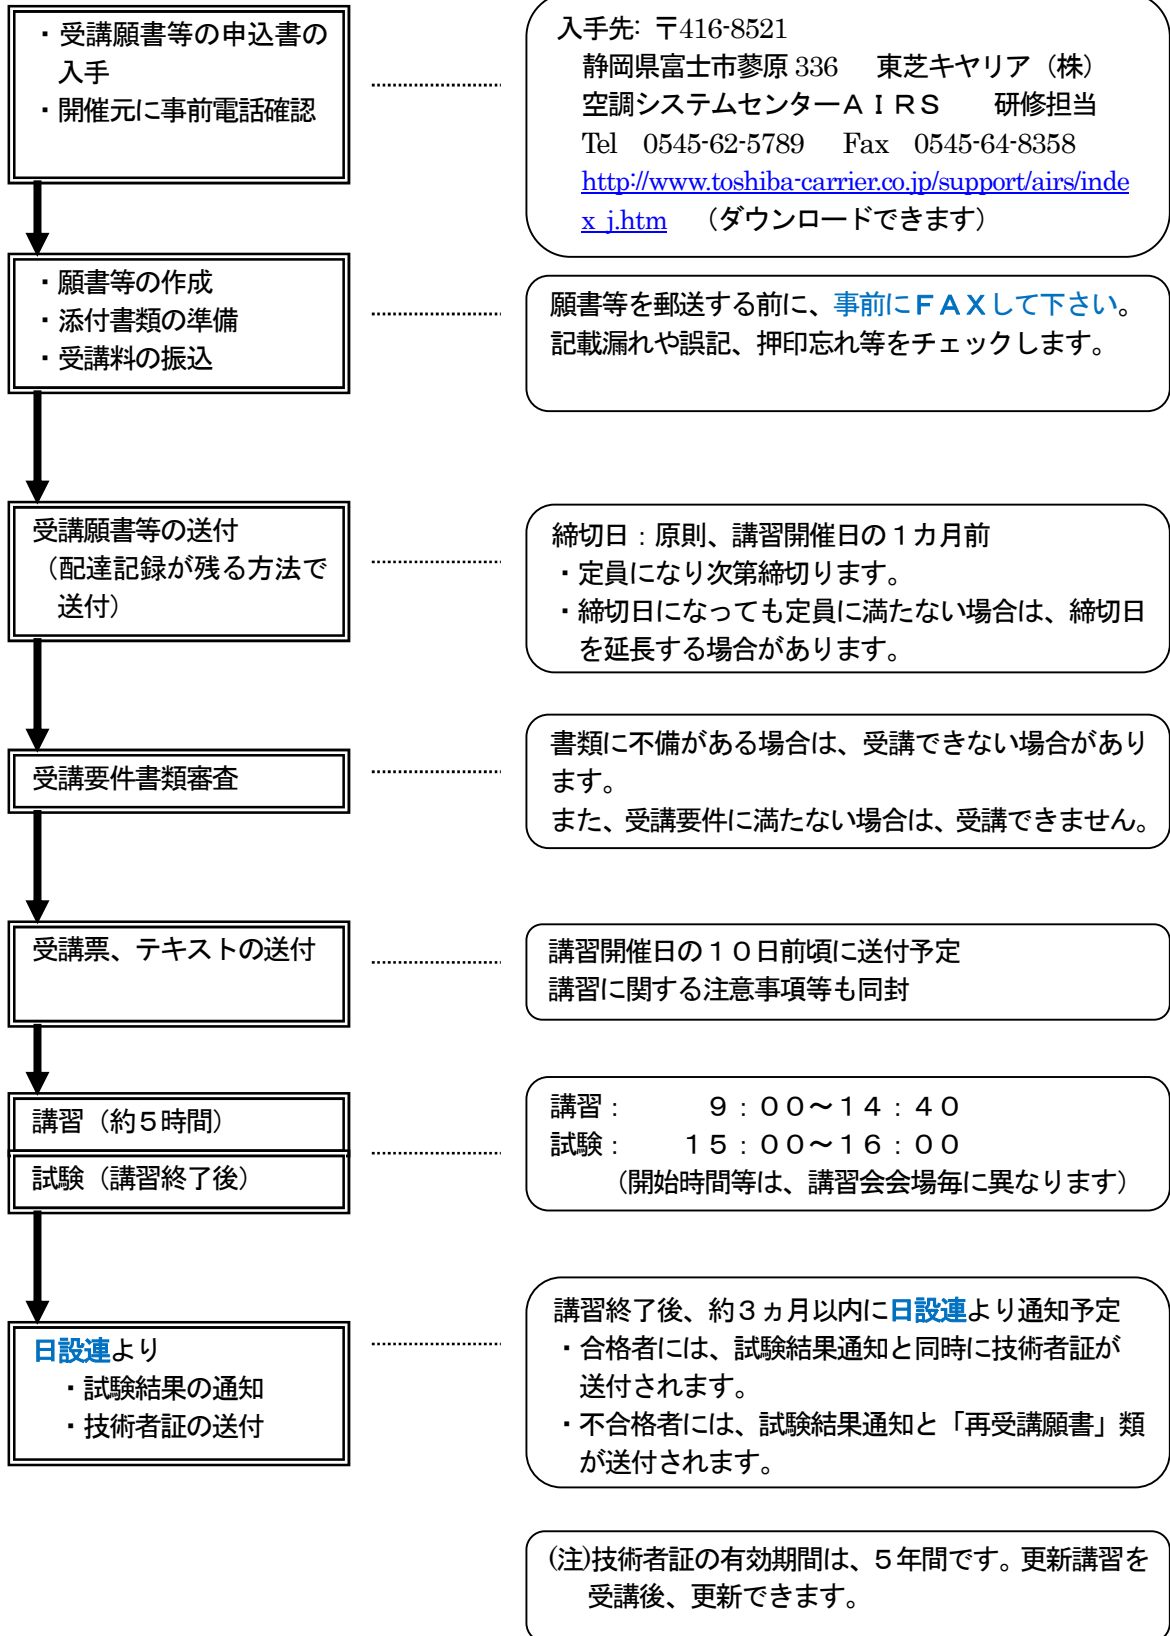 ・受講願書等の申込書の
入手
・開催元に事前電話確認
入手先: 〒416-8521
静岡県富士市蓼原 336　東芝キヤリア（株）
空調システムセンターＡＩＲＳ　　研修担当
Tel　0545-62-5789　Fax　0545-64-8358
http://www.toshiba-carrier.co.jp/support/airs/inde
x_j.htm　（ダウンロードできます）
・願書等の作成
・添付書類の準備
・受講料の振込
願書等を郵送する前に、事前にＦＡＸして下さい。
記載漏れや誤記、押印忘れ等をチェックします。
受講願書等の送付
（配達記録が残る方法で
送付）
締切日：原則、講習開催日の１カ月前
・定員になり次第締切ります。
・締切日になっても定員に満たない場合は、締切日
を延長する場合があります。
受講要件書類審査
書類に不備がある場合は、受講できない場合があり
ます。
また、受講要件に満たない場合は、受講できません。
受講票、テキストの送付
講習開催日の１０日前頃に送付予定
講習に関する注意事項等も同封
講習（約５時間）
試験（講習終了後）
講習：　　９：００～１４：４０
試験：　１５：００～１６：００
（開始時間等は、講習会会場毎に異なります）
日設連より
・試験結果の通知
・技術者証の送付
講習終了後、約３ヵ月以内に日設連より通知予定
・合格者には、試験結果通知と同時に技術者証が
送付されます。
・不合格者には、試験結果通知と「再受講願書」類
が送付されます。
(注)技術者証の有効期間は、５年間です。更新講習を
受講後、更新できます。